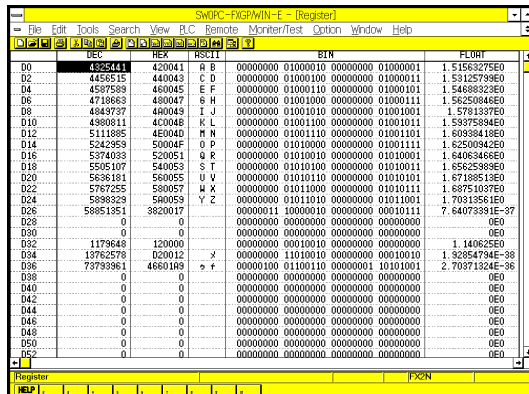 SW0PC-FXGP/WIN-E - [Register]
File Edit Tools Search View PLC Remote Moniter/Test Option Window Help
DEC HEX ASCII BIN FLOAT
D0 4325441 420041 A B 00000000 01000010 00000000 01000001 1.51563275E0
D2 4456515 440043 C D 00000000 01000100 00000000 01000011 1.53125799E0
D4 4587589 460045 E F 00000000 01000110 00000000 01000101 1.54688323E0
D6 4718663 480047 G H 00000000 01001000 00000000 01000111 1.56250846E0
D8 4849737 4A0049 I J 00000000 01001010 00000000 01001001 1.5781337E0
D10 4980811 4C004B K L 00000000 01001100 00000000 01001011 1.59375894E0
D12 5111885 4E004D M N 00000000 01001110 00000000 01001101 1.60938418E0
D14 5242959 50004F O P 00000000 01010000 00000000 01001111 1.62500942E0
D16 5374033 520051 Q R 00000000 01010010 00000000 01010001 1.64063466E0
D18 5505107 540053 S T 00000000 01010100 00000000 01010011 1.65625989E0
D20 5636181 560055 U V 00000000 01010110 00000000 01010101 1.67188513E0
D22 5767255 580057 W X 00000000 01011000 00000000 01010111 1.68751037E0
D24 5898329 5A0059 Y Z 00000000 01011010 00000000 01011001 1.70313561E0
D26 58851351 3820017 00000011 10000010 00000000 00010111 7.64073391E-37
D28 0 0 00000000 00000000 00000000 00000000 0E0
D30 0 0 00000000 00000000 00000000 00000000 0E0
D32 1179648 120000 00000000 00010010 00000000 00000000 1.140625E0
D34 13762578 D20012 メ 00000000 11010010 00000000 00010010 1.92854794E-38
D36 73793961 46601A9 00000100 01100110 00000001 10101001 2.70371324E-36
D38 0 0 00000000 00000000 00000000 00000000 0E0
D40 0 0 00000000 00000000 00000000 00000000 0E0
D42 0 0 00000000 00000000 00000000 00000000 0E0
D44 0 0 00000000 00000000 00000000 00000000 0E0
D46 0 0 00000000 00000000 00000000 00000000 0E0
D48 0 0 00000000 00000000 00000000 00000000 0E0
D50 0 0 00000000 00000000 00000000 00000000 0E0
D52 0 0 00000000 00000000 00000000 00000000 0E0
Register FX2N
HELP